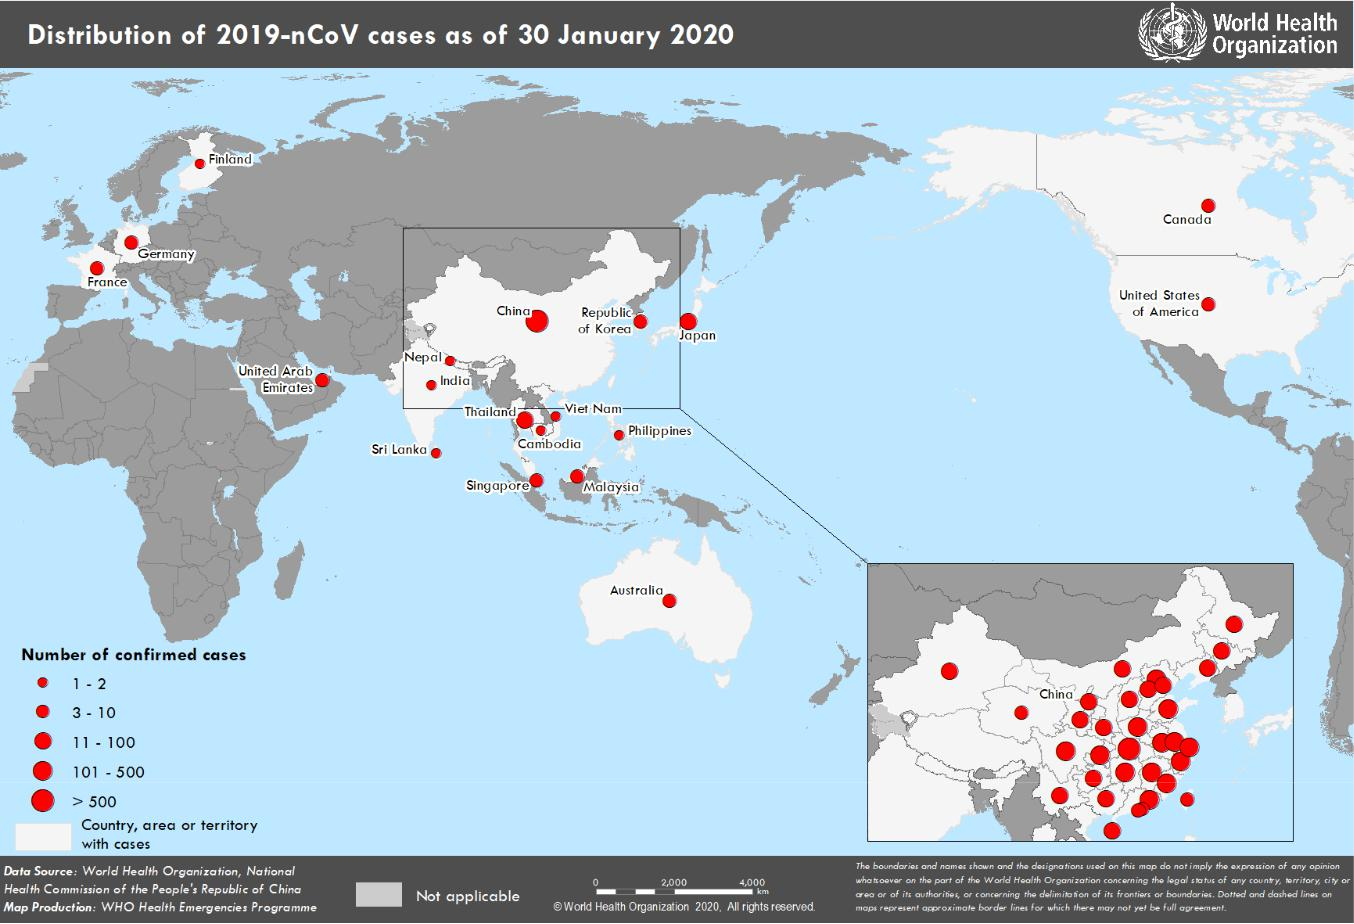 Distribution of 2019-nCoV cases as of 30 January 2020
World Health
Organization
Finland
Germany
France
Canada
United States
of America
China
Republic
of Korea
Japan
Nepal
India
United Arab
Emirates
Thailand
Viet Nam
Cambodia
Philippines
Sri Lanka
Singapore
Malaysia
Australia
China
Number of confirmed cases
1 - 2
3 - 10
11 - 100
101 - 500
> 500
Country, area or territory
with cases
Data Source: World Health Organization, National
Health Commission of the People's Republic of China
Map Production: WHO Health Emergencies Programme
Not applicable
0 2,000 4,000
km
© World Health Organization 2020, All rights reserved.
The boundaries and names shown and the designations used on this map do not imply the expression of any opinion
whatsoever on the part of the World Health Organization concerning the legal status of any country, territory, city or
area or of its authorities, or concerning the delimitation of its frontiers or boundaries. Dotted and dashed lines on
maps represent approximate border lines for which there may not yet be full agreement.